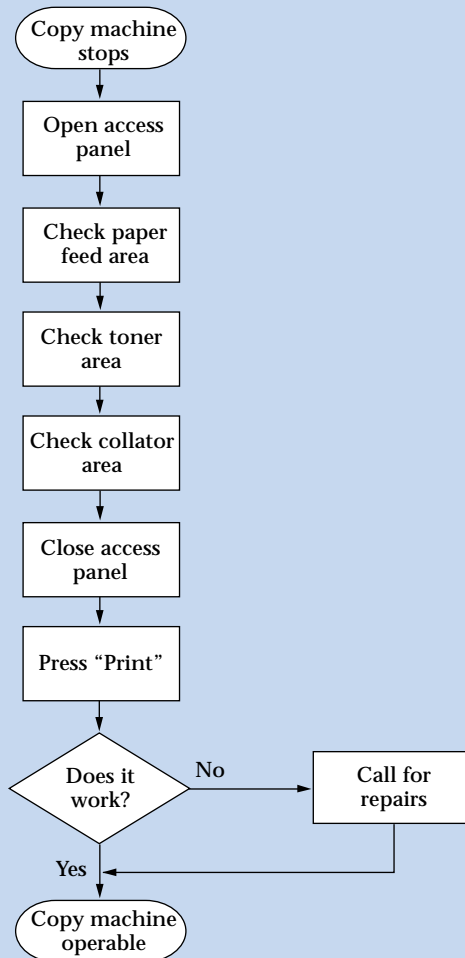 Copy machine
stops
Open access
panel
Check paper
feed area
Check toner
area
Check collator
area
Close access
panel
Press “Print”
Does it
work?
No
Call for
repairs
Yes
Copy machine
operable